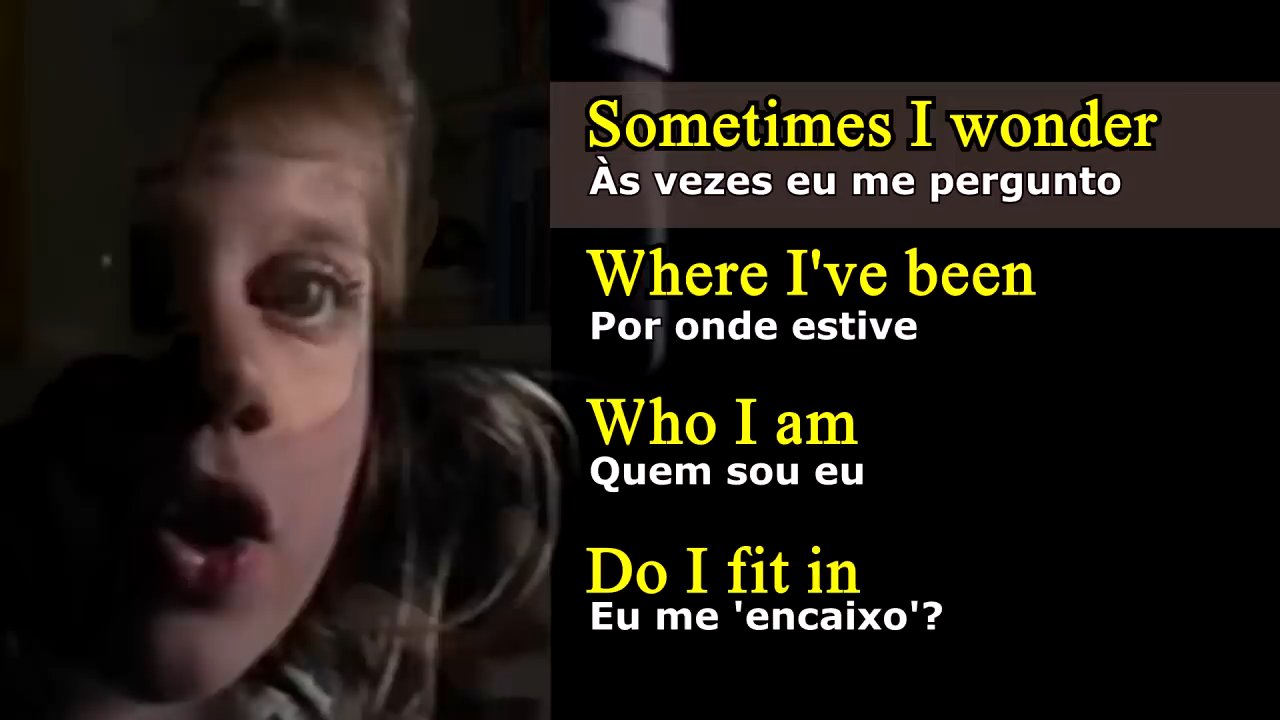 Sometimes I wonder
Às vezes eu me pergunto
Where I've been
Por onde estive
Who I am
Quem sou eu
Do I fit in
Eu me 'encaixo'?